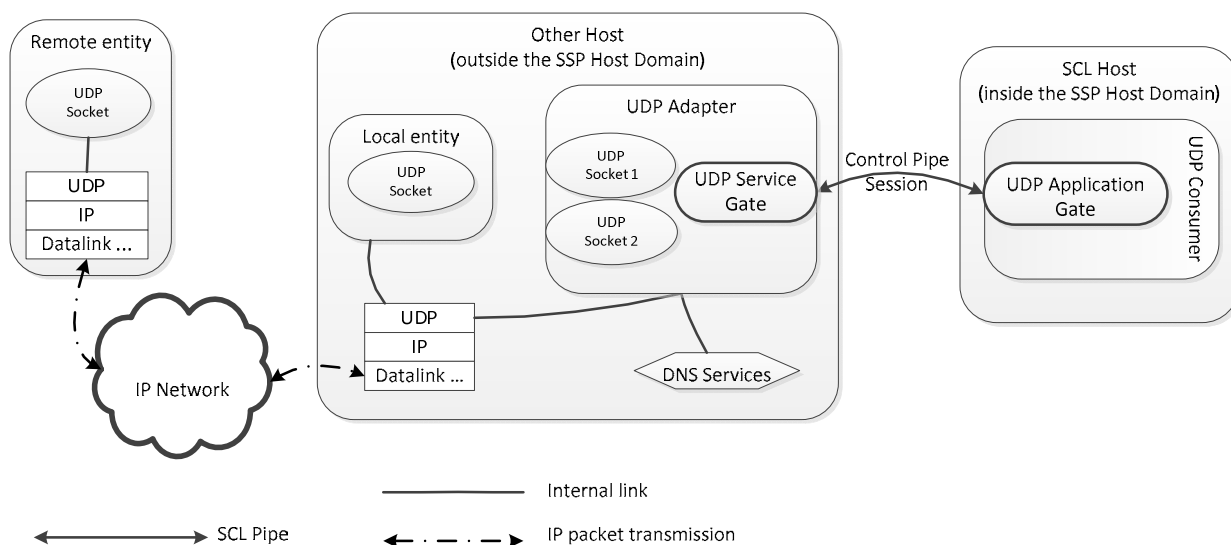 Remote entity
UDP
Socket
UDP
IP
Datalink ...
IP Network
Other Host
(outside the SSP Host Domain)
Local entity
UDP
Socket
UDP Adapter
UDP
Socket 1
UDP
Socket 2
UDP Service
Gate
UDP
IP
Datalink ...
DNS Services
Control Pipe
Session
SCL Host
(inside the SSP Host Domain)
UDP Application
Gate
UDP Consumer
Internal link
SCL Pipe
IP packet transmission